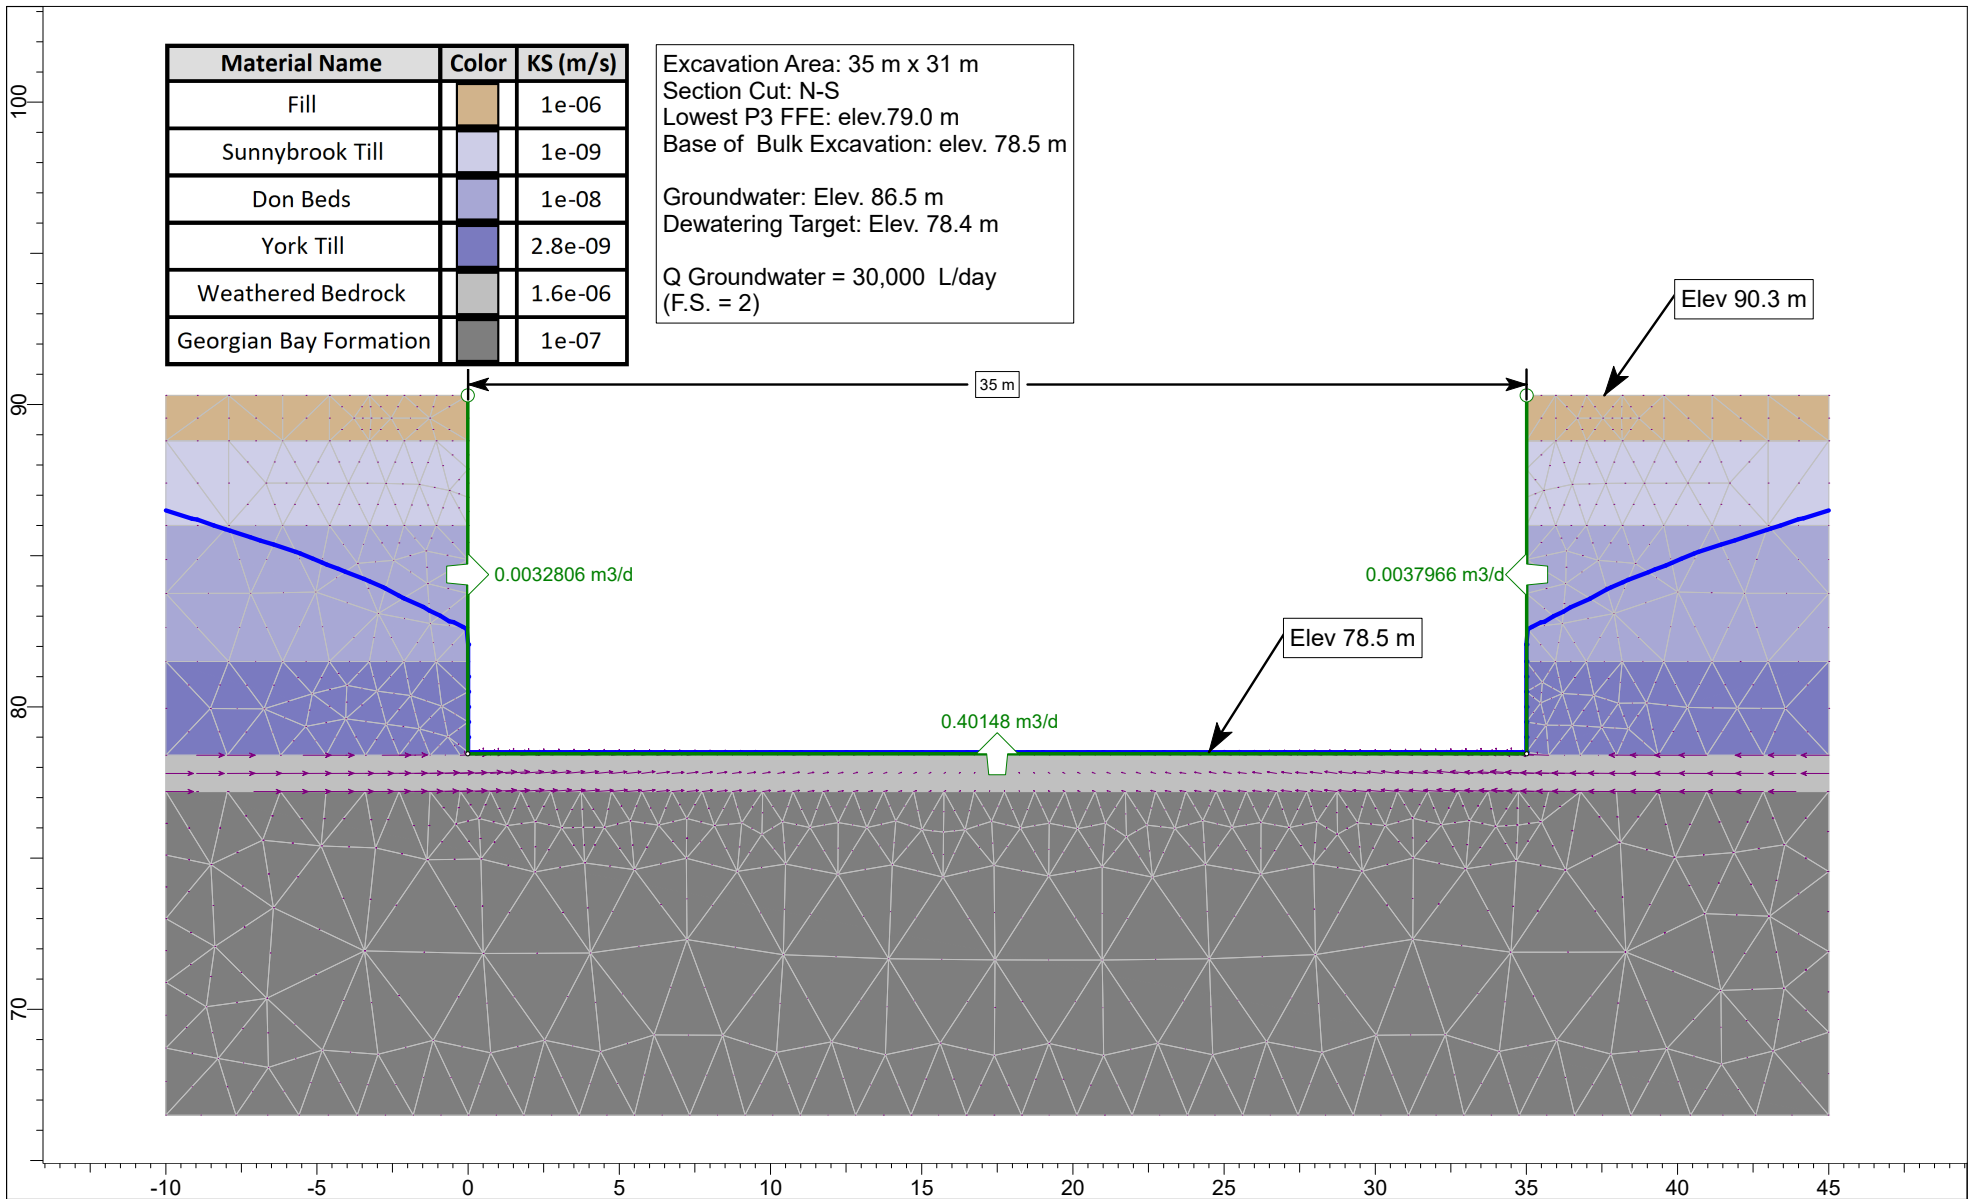 Material Name Color KS (m/s)
Fill 1e-06
Sunnybrook Till 1e-09
Don Beds 1e-08
York Till 2.8e-09
Weathered Bedrock 1.6e-06
Georgian Bay Formation 1e-07
Excavation Area: 35 m x 31 m
Section Cut: N-S
Lowest P3 FFE: elev.79.0 m
Base of  Bulk Excavation: elev. 78.5 m
Groundwater: Elev. 86.5 m
Dewatering Target: Elev. 78.4 m
Q Groundwater = 30,000  L/day
(F.S. = 2)
Elev 90.3 m
35 m
0.0032806 m3/d
0.0037966 m3/d
Elev 78.5 m
0.40148 m3/d
100
90
80
70
-10 -5 0 5 10 15 20 25 30 35 40 45